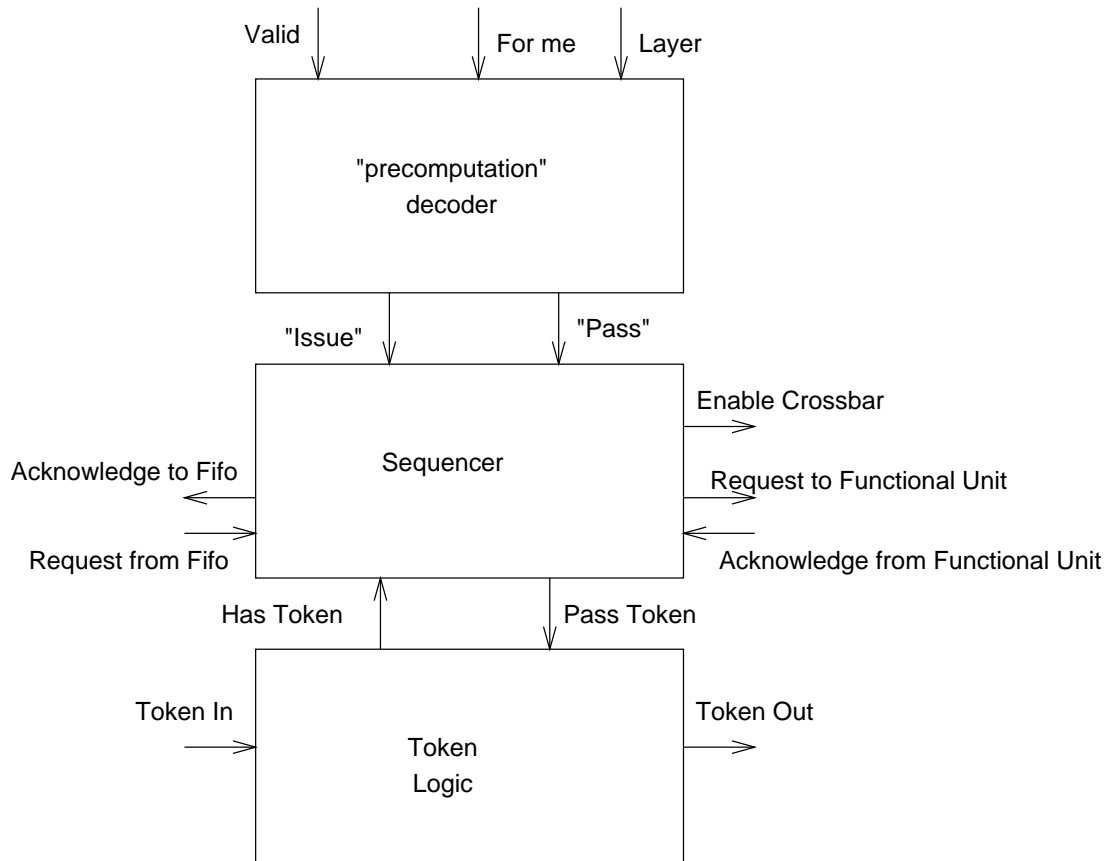 Valid
For me
Layer
"precomputation"
decoder
"Issue"
"Pass"
Enable Crossbar
Sequencer
Acknowledge to Fifo
Request to Functional Unit
Request from Fifo
Acknowledge from Functional Unit
Has Token
Pass Token
Token In
Token Out
Token
Logic